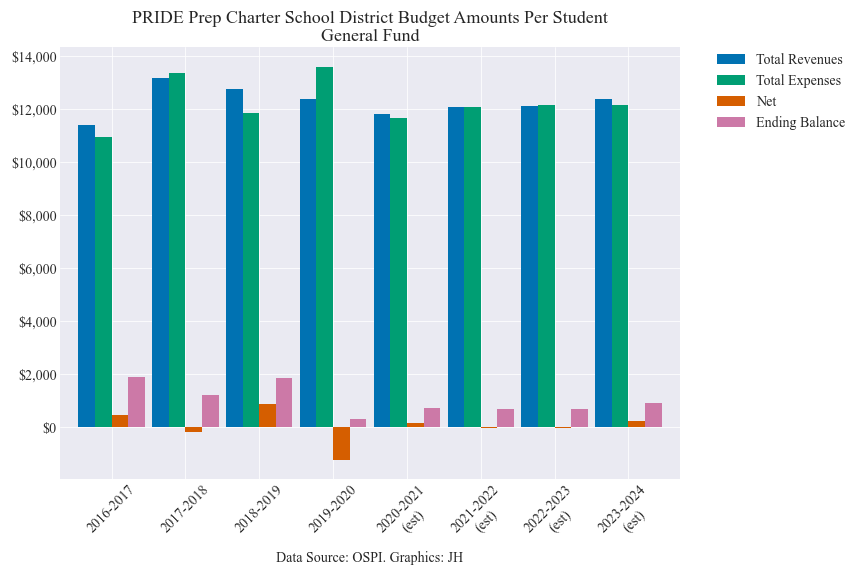 PRIDE Prep Charter School District Budget Amounts Per Student
General Fund
Total Revenues
Total Expenses
Net
Ending Balance
$14,000
$12,000
$10,000
$8,000
$6,000
$4,000
$2,000
$0
2016-2017
2017-2018
2018-2019
2019-2020
2020-2021
(est)
2021-2022
(est)
2022-2023
(est)
2023-2024
(est)
Data Source: OSPI. Graphics: JH